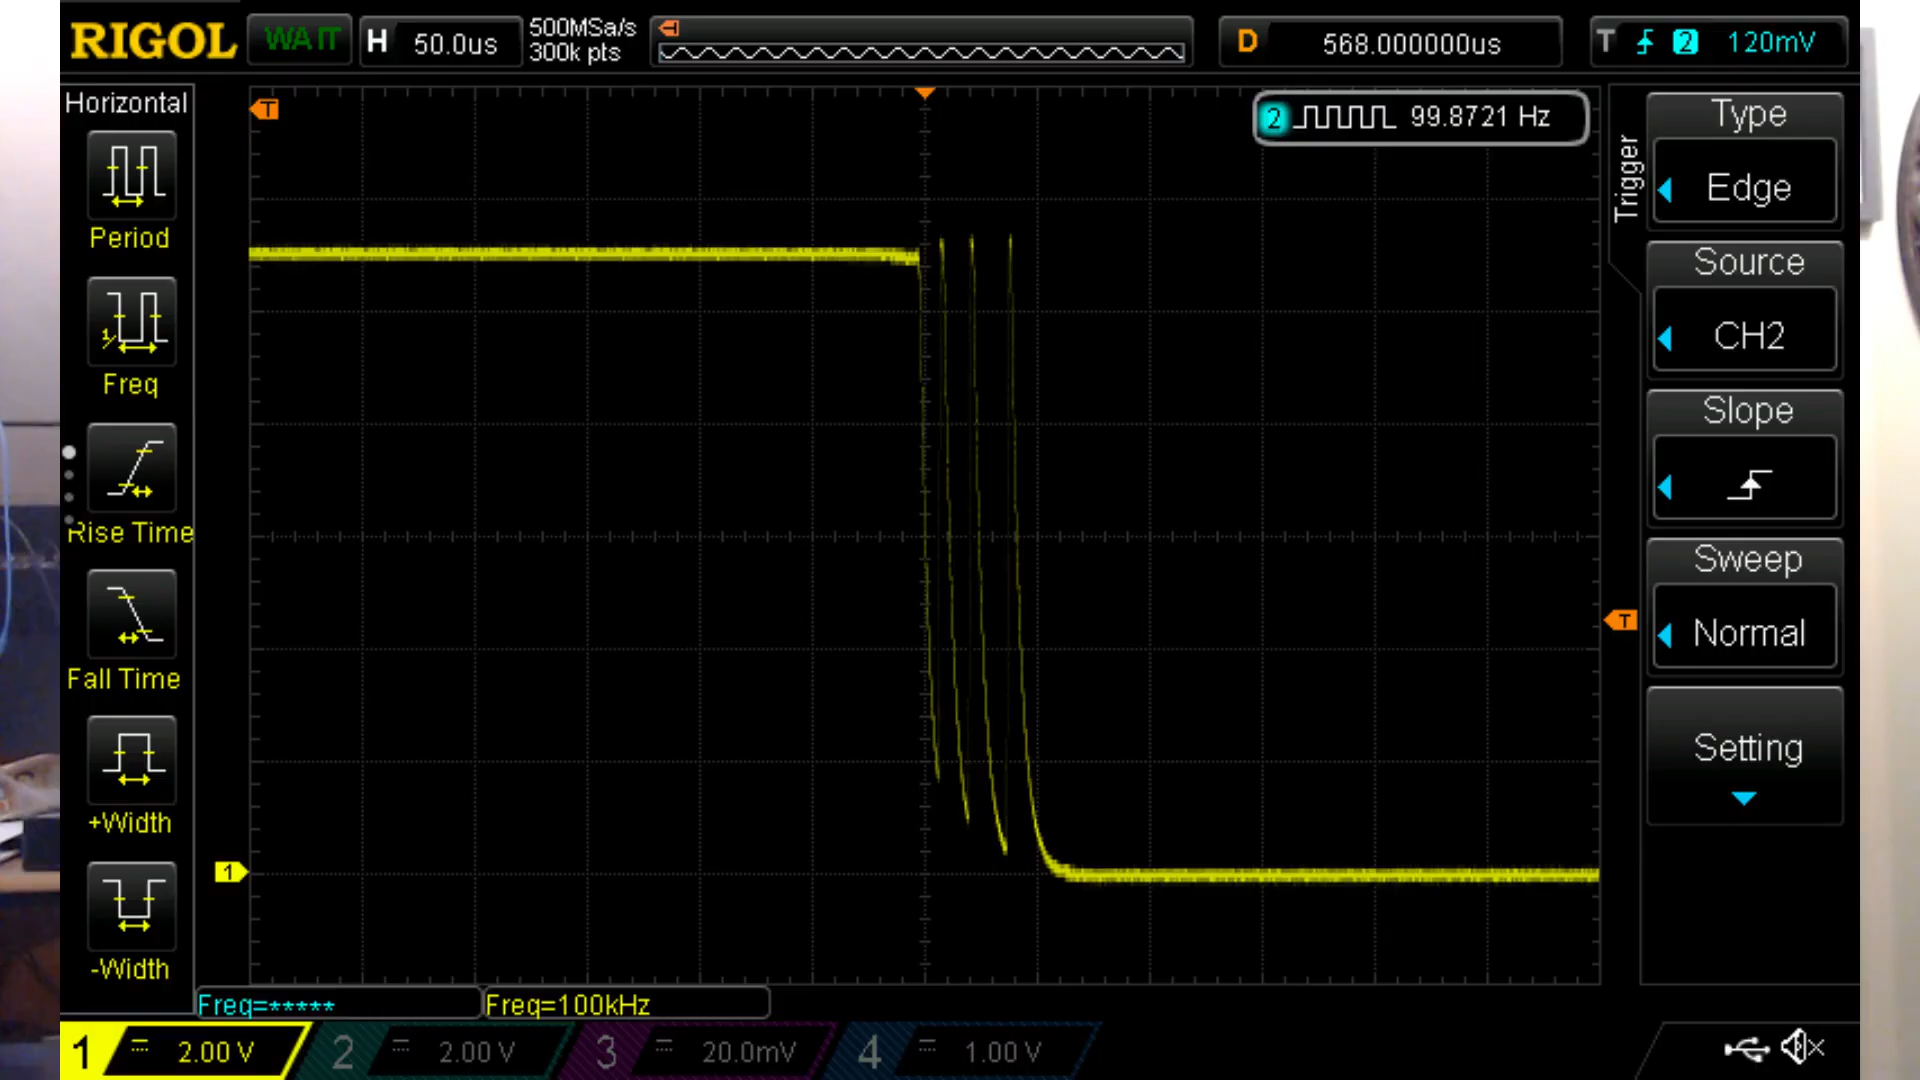 RIGOL WAIT H 50.0us 500MSa/s D 568.000000us T 2 120mV
300k pts
Horizontal
T
2 99.8721 Hz
Period
Freq
Rise Time
Fall Time
+Width
-Width
1
T
Trigger
Type
Edge
Source
CH2
Slope
Sweep
Normal
Setting
Freq=***** Freq=100kHz
1 2.00 V 2 2.00 V 3 20.0mV 4 1.00 V